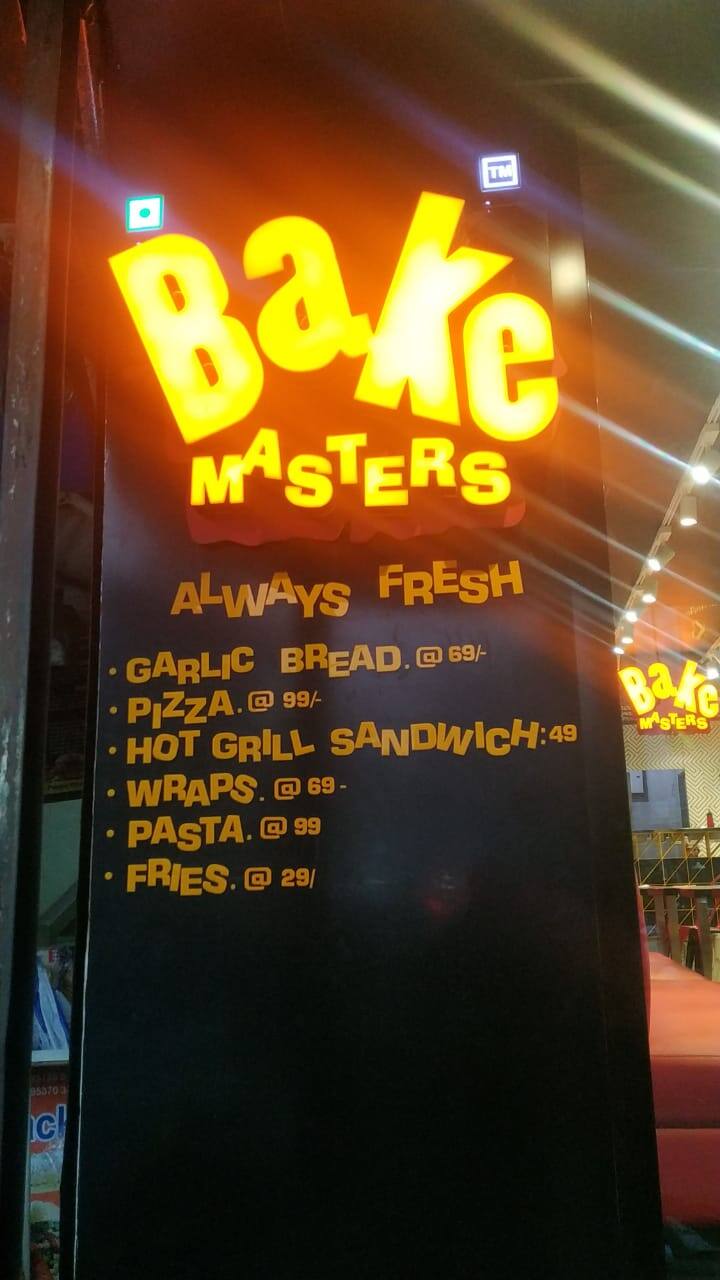 TM
Bake
MASTERS
ALWAYS FRESH
• GARLIC BREAD.@ 69/-
• PIZZA.@ 99/-
• HOT GRILL SANDWICH:49
• WRAPS.@ 69-
• PASTA.@ 99
• FRIES.@ 29/
Bake
MASTERS